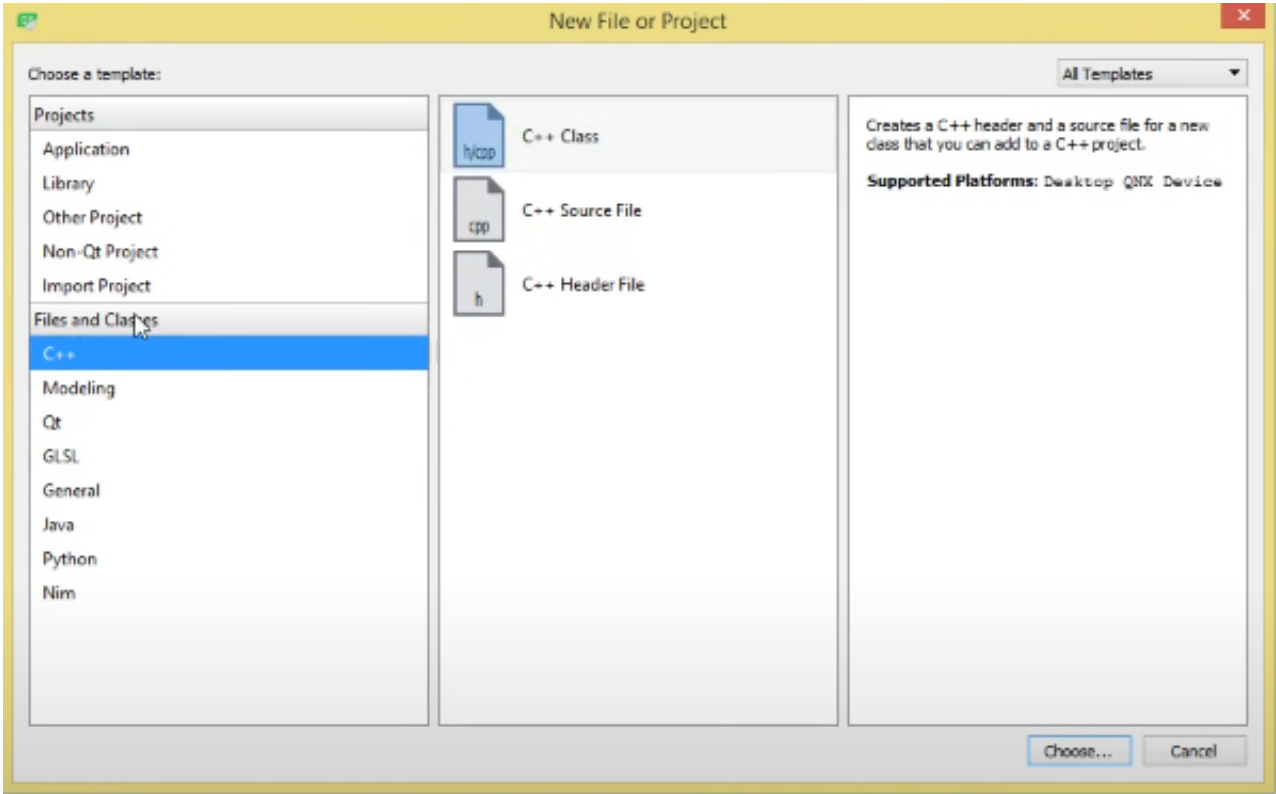 New File or Project
Choose a template:
All Templates
Projects
Application
Library
Other Project
Non-Qt Project
Import Project
Files and Classes
C++
Modeling
Qt
GLSL
General
Java
Python
Nim
h/cpp
C++ Class
cpp
C++ Source File
h
C++ Header File
Creates a C++ header and a source file for a new
class that you can add to a C++ project.
Supported Platforms: Desktop QNX Device
Choose...
Cancel